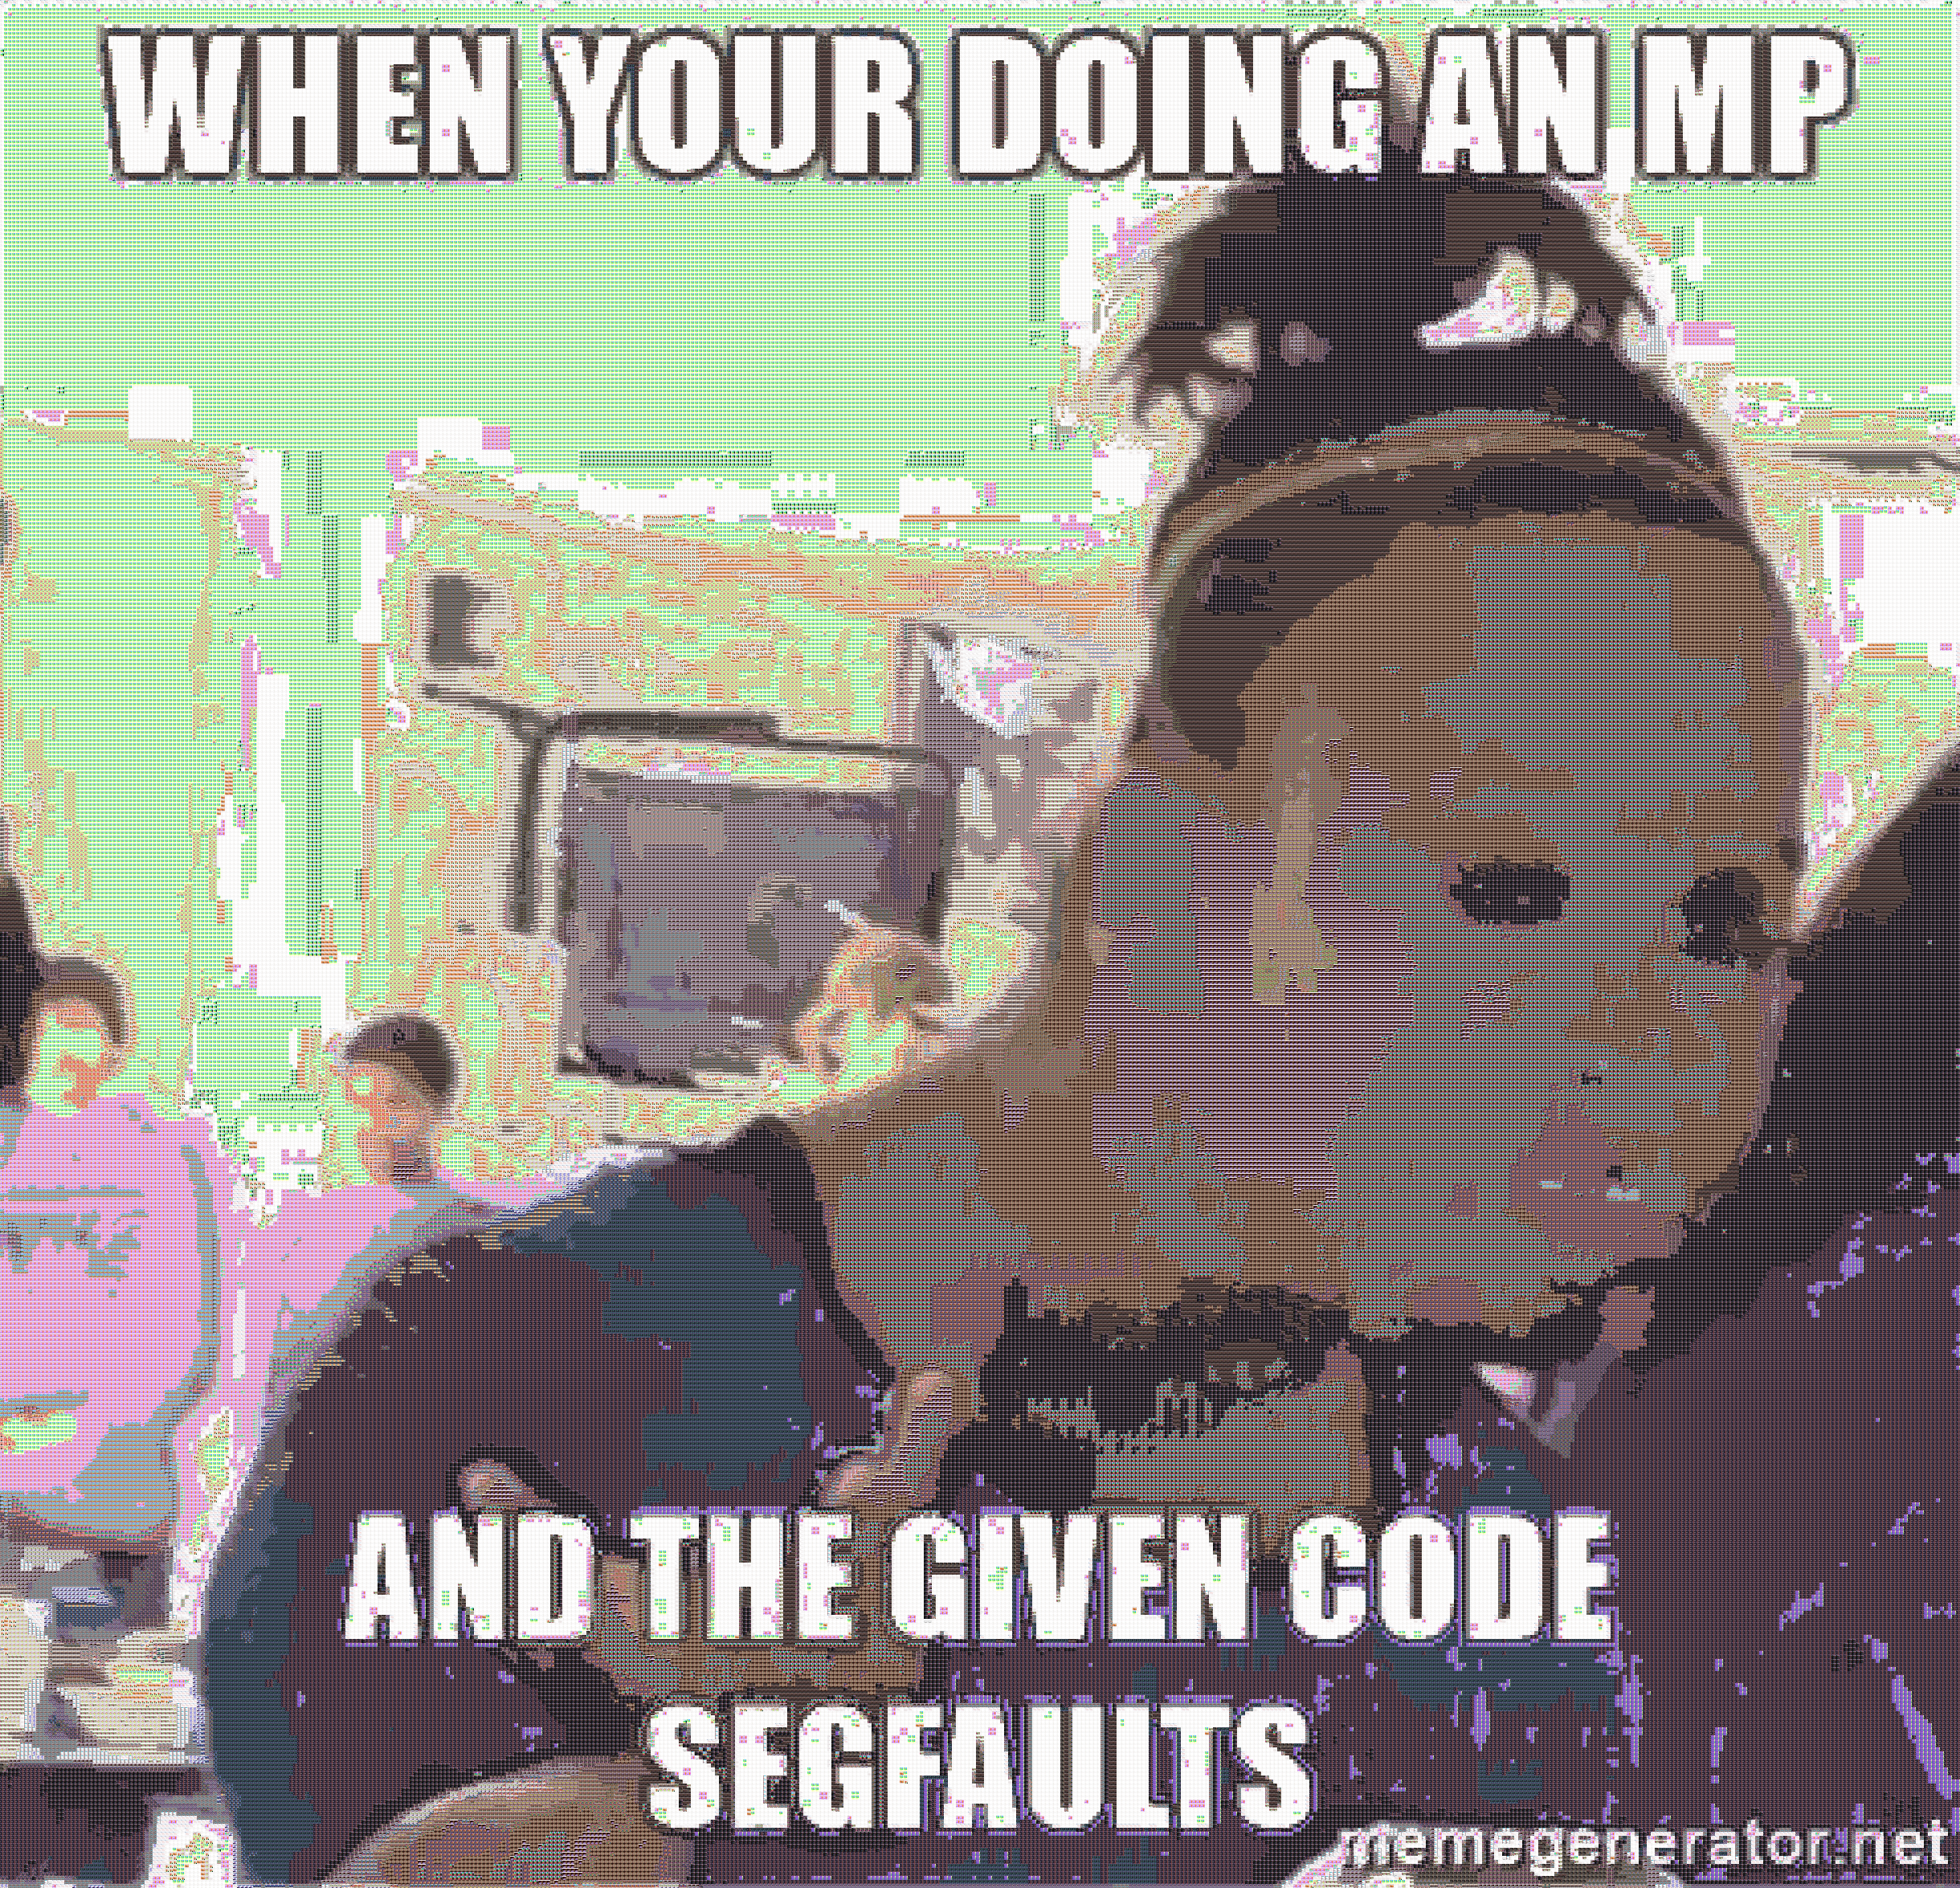 WHEN YOUR DOING AN MP
AND THE GIVEN CODE
SEGFAULTS
memegenerator.net